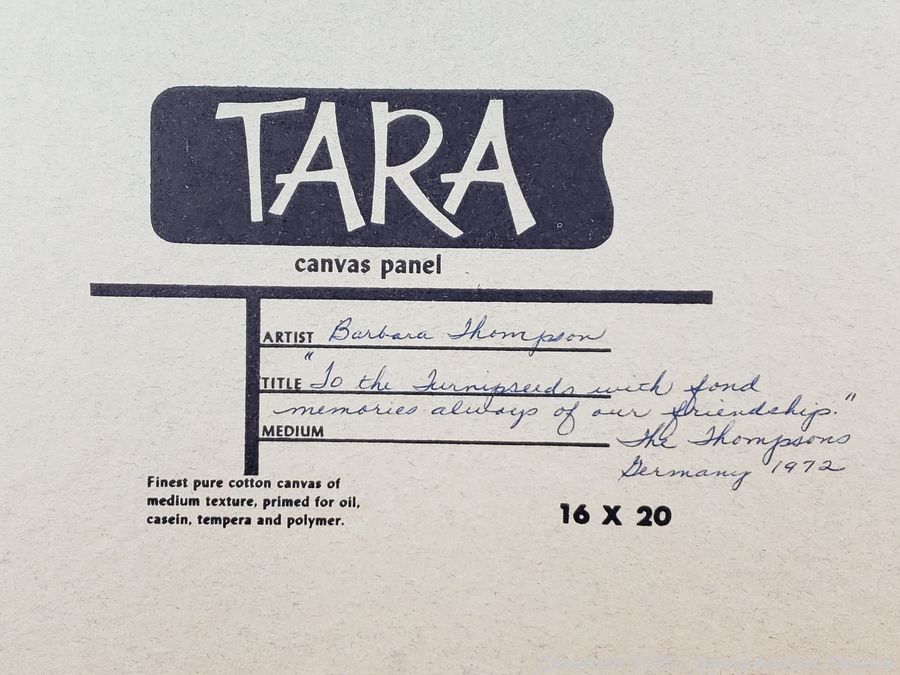 TARA
canvas panel
ARTIST Barbara Thompson
TITLE "To the Turnipseeds with fond
memories always of our friendship."
MEDIUM
The Thompsons
Germany 1972
Finest pure cotton canvas of
medium texture, primed for oil,
casein, tempera and polymer.
16 X 20